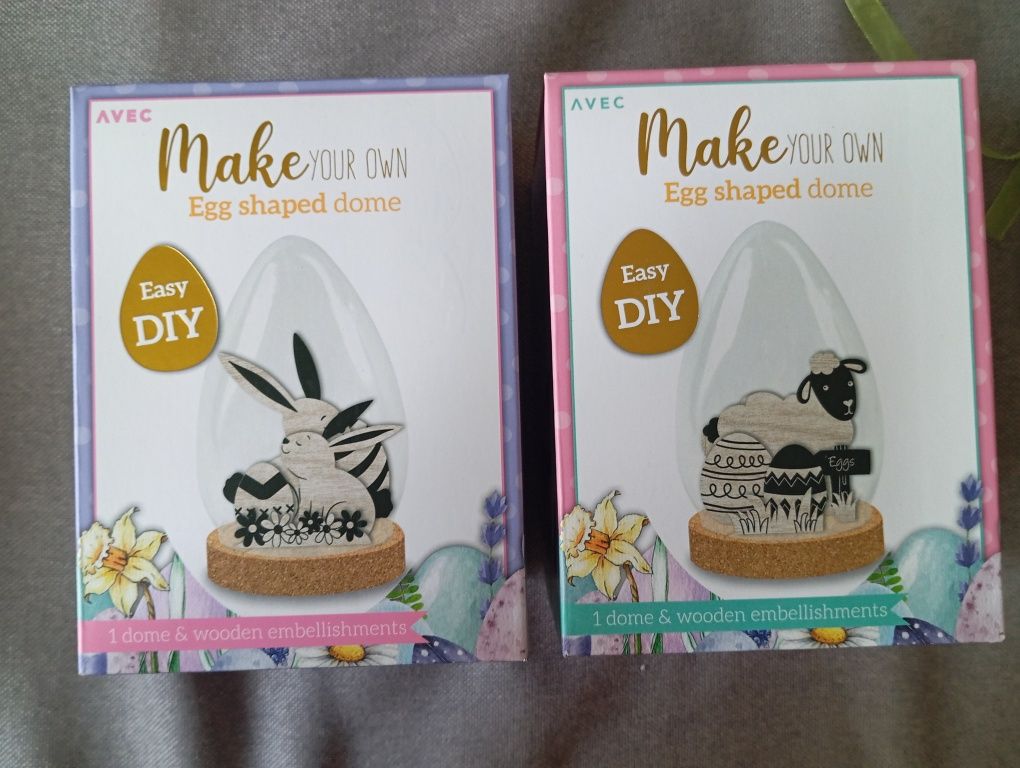 AVEC
Make YOUR OWN
Egg shaped dome
Easy
DIY
1 dome & wooden embellishments
AVEC
Make YOUR OWN
Egg shaped dome
Easy
DIY
Eggs
1 dome & wooden embellishments